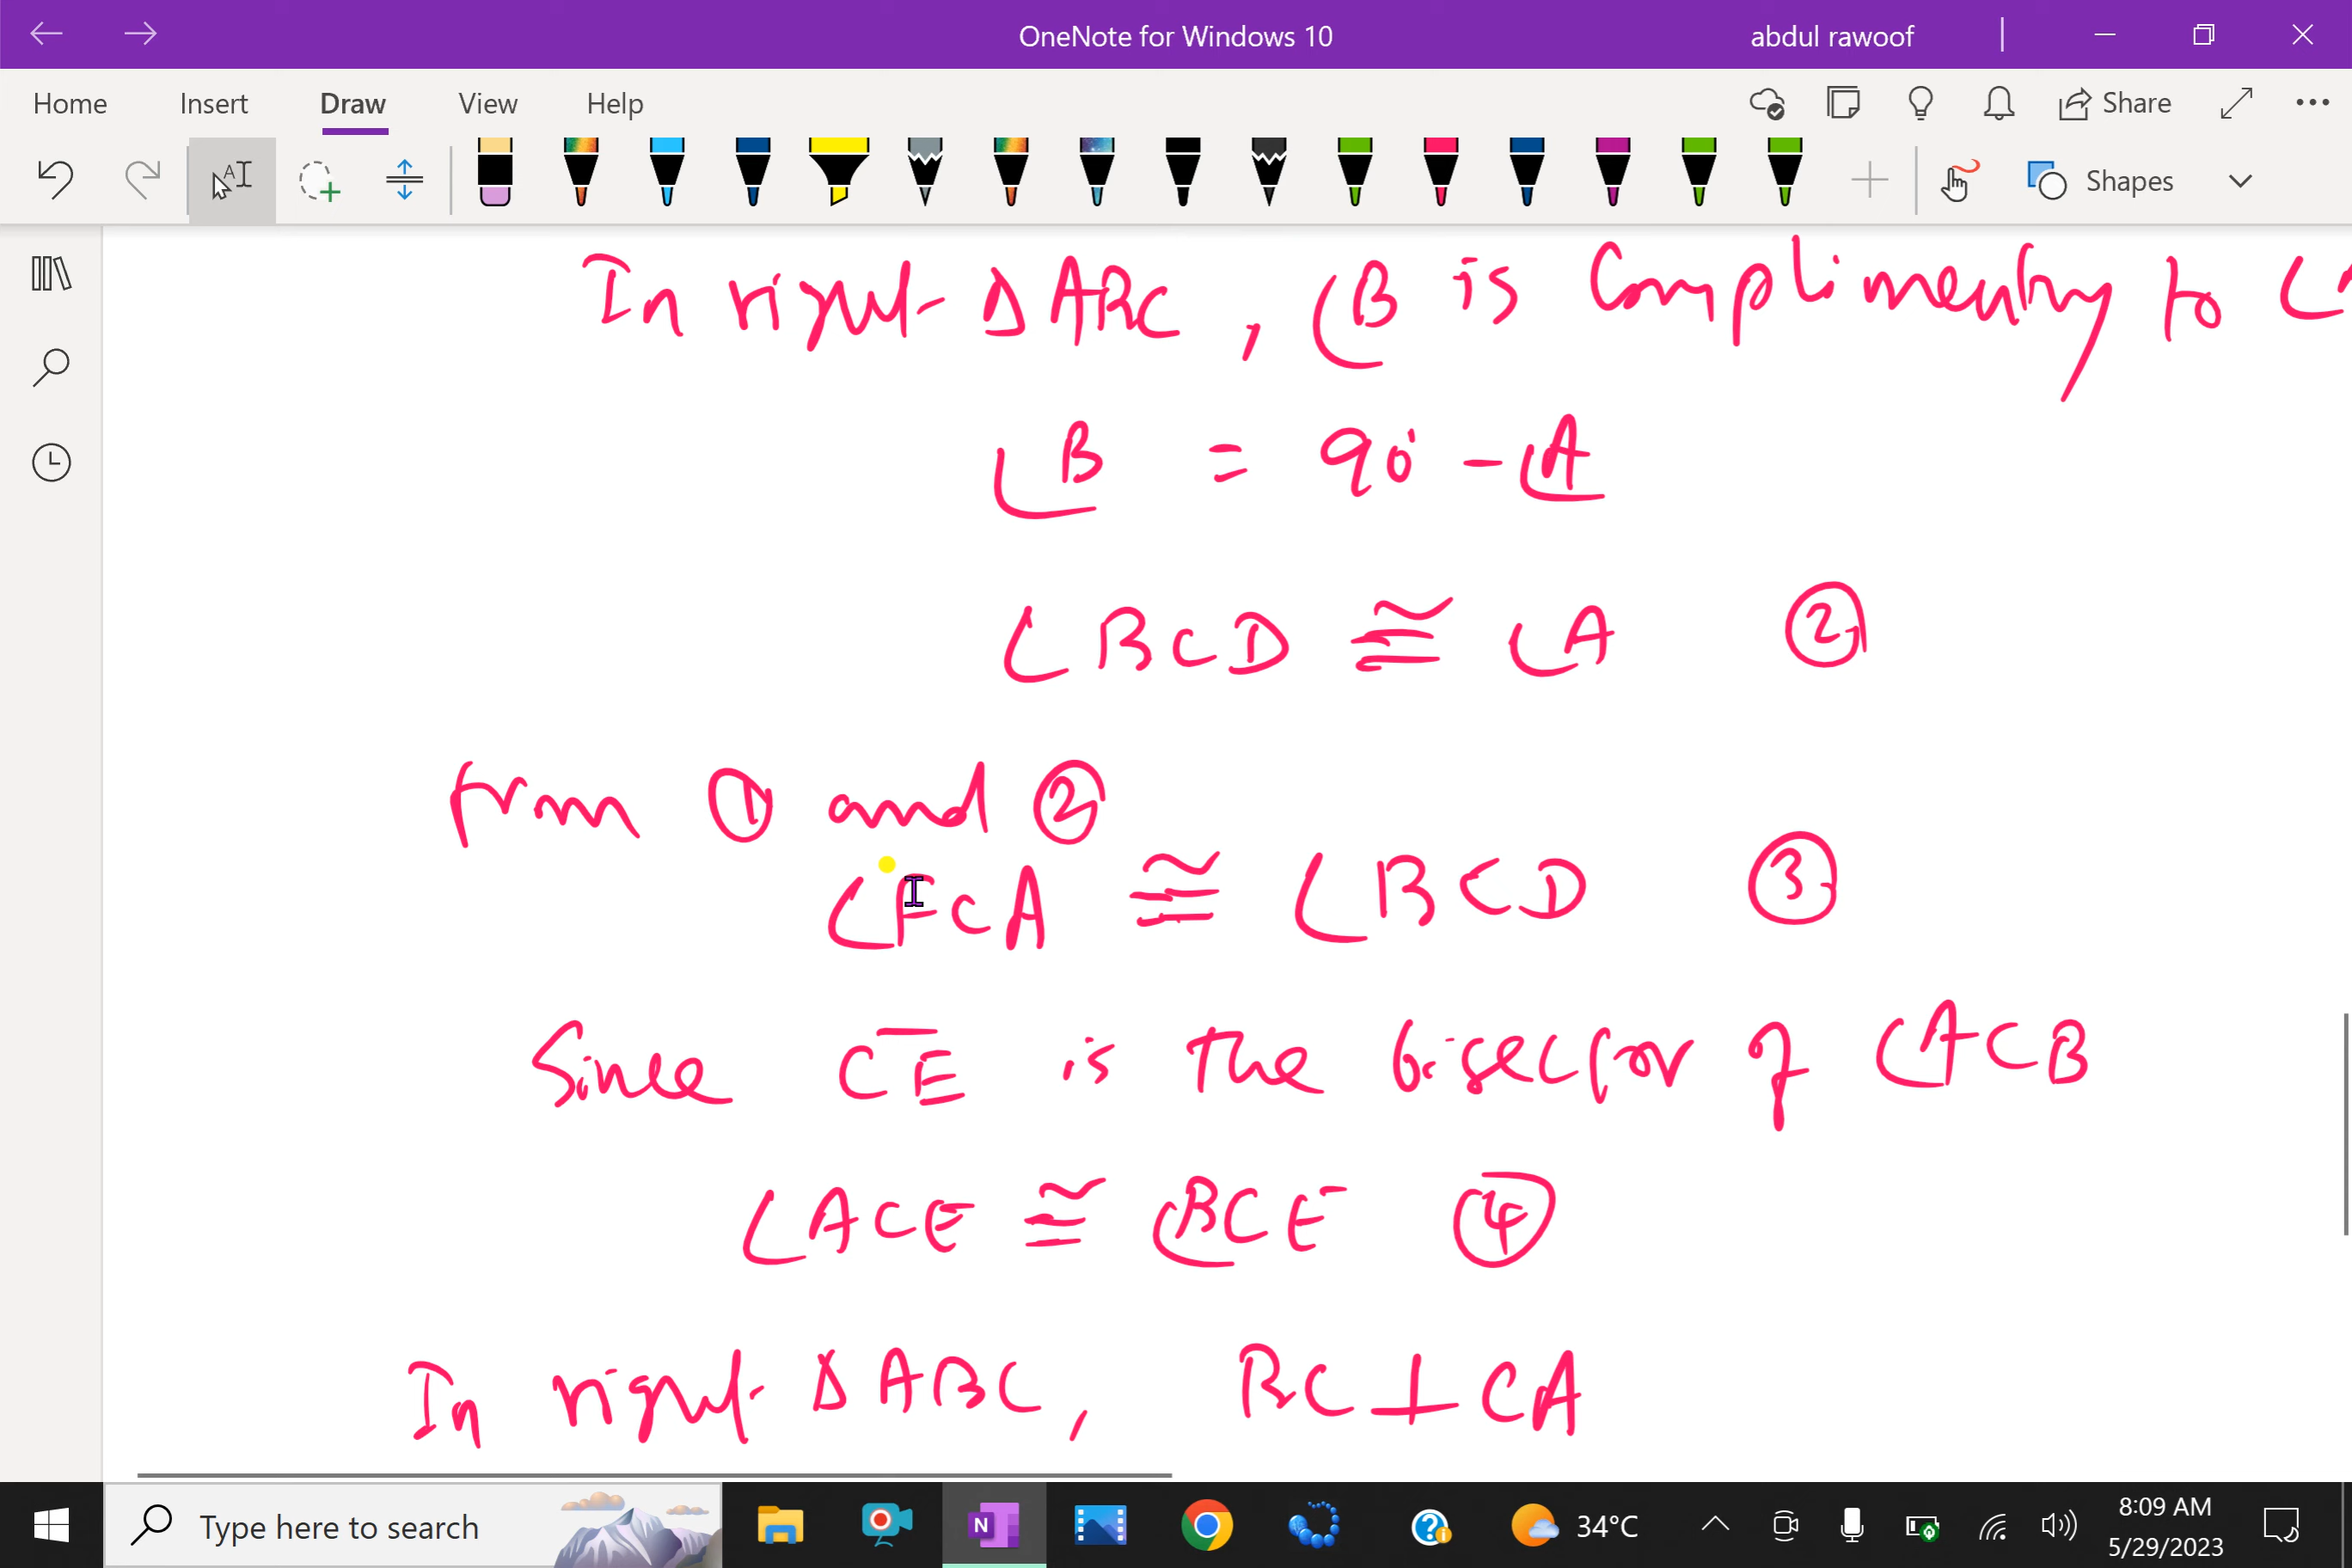 OneNote for Windows 10
abdul rawoof
Home Insert Draw View Help
Share
Shapes
In right Δ ABC, ∠B is Complimentry to ∠
∠B = 90° - ∠A
∠BCD ≅ ∠A ②
from ① and ②
∠FCA ≅ ∠BCD ③
Since C̅E̅ is the bisector of ∠ACB
∠ACE ≅ ∠BCE ④
In right Δ ABC, BC ⊥ CA
Type here to search
34°C
8:09 AM
5/29/2023